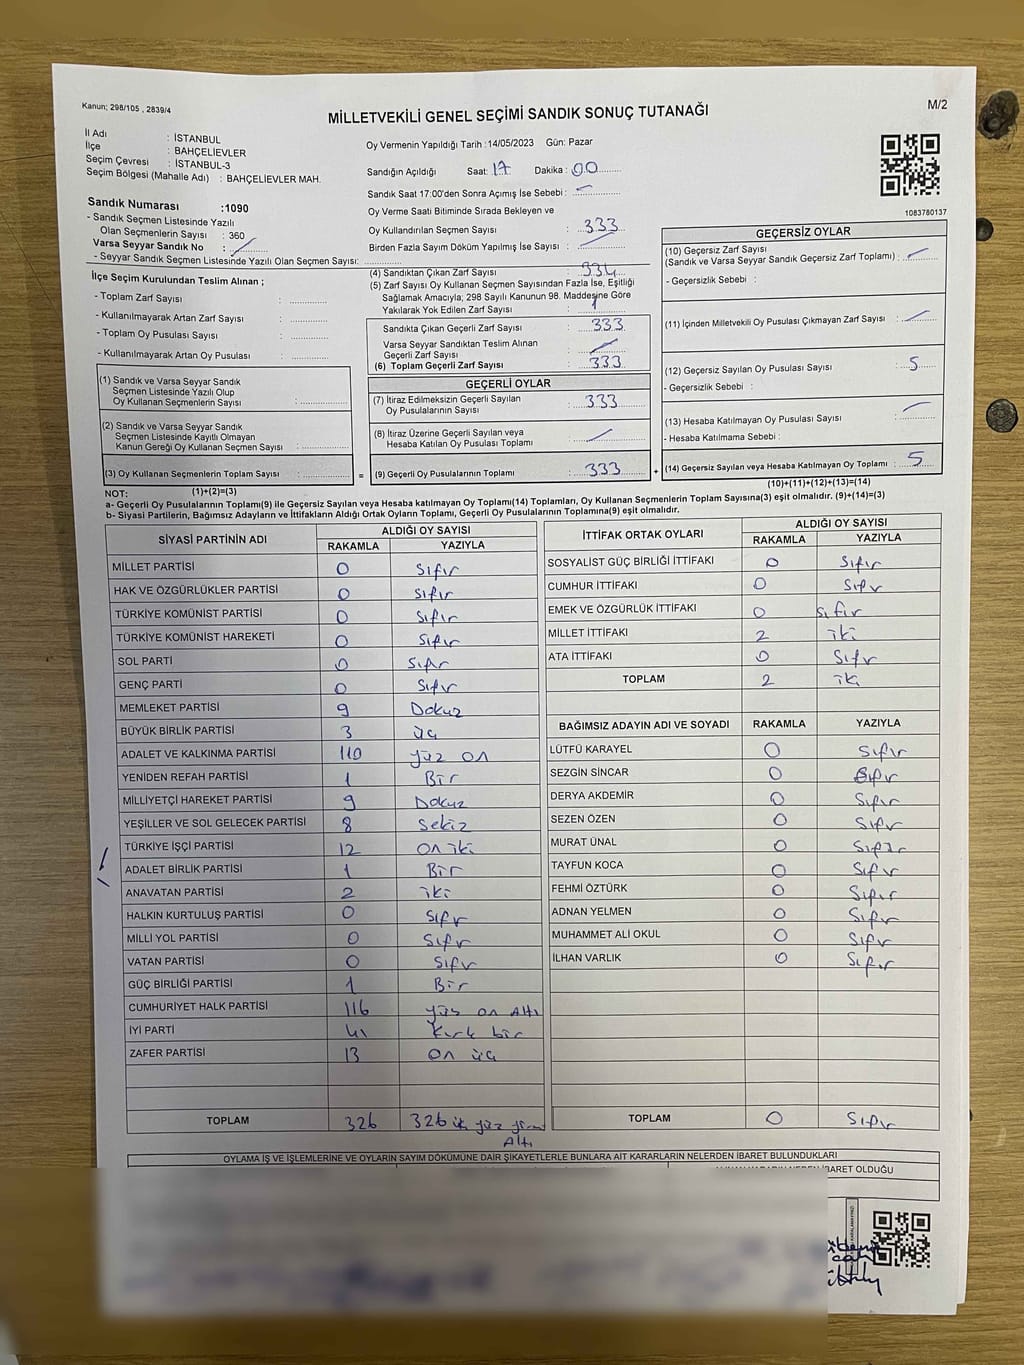 Kanun; 298/105 , 2839/4
MİLLETVEKİLİ GENEL SEÇİMİ SANDIK SONUÇ TUTANAĞI
M/2
İl Adı : İSTANBUL
İlçe : BAHÇELİEVLER
Seçim Çevresi : İSTANBUL-3
Seçim Bölgesi (Mahalle Adı) : BAHÇELİEVLER MAH.
Oy Vermenin Yapıldığı Tarih :14/05/2023 Gün: Pazar
Sandığın Açıldığı Saat: 17 Dakika : 00
Sandık Saat 17:00'den Sonra Açımış İse Sebebi :
Oy Verme Saati Bitiminde Sırada Bekleyen ve
Oy Kullandırılan Seçmen Sayısı : 333
Birden Fazla Sayım Döküm Yapılmış İse Sayısı :
Sandık Numarası :1090
- Sandık Seçmen Listesinde Yazılı
Olan Seçmenlerin Sayısı : 360
Varsa Seyyar Sandık No :
- Seyyar Sandık Seçmen Listesinde Yazılı Olan Seçmen Sayısı:
1083780137
İlçe Seçim Kurulundan Teslim Alınan ;
- Toplam Zarf Sayısı :
- Kullanılmayarak Artan Zarf Sayısı :
- Toplam Oy Pusulası Sayısı :
- Kullanılmayarak Artan Oy Pusulası :
(1) Sandık ve Varsa Seyyar Sandık
Seçmen Listesinde Yazılı Olup
Oy Kullanan Seçmenlerin Sayısı :
(2) Sandık ve Varsa Seyyar Sandık
Seçmen Listesinde Kayıtlı Olmayan
Kanun Gereği Oy Kullanan Seçmen Sayısı :
(3) Oy Kullanan Seçmenlerin Toplam Sayısı :
(1)+(2)=(3)
(4) Sandıktan Çıkan Zarf Sayısı : 334
(5) Zarf Sayısı Oy Kullanan Seçmen Sayısından Fazla İse, Eşitliği
Sağlamak Amacıyla; 298 Sayılı Kanunun 98. Maddesine Göre
Yakılarak Yok Edilen Zarf Sayısı : 1
Sandıkta Çıkan Geçerli Zarf Sayısı : 333
Varsa Seyyar Sandıktan Teslim Alınan
Geçerli Zarf Sayısı :
(6) Toplam Geçerli Zarf Sayısı : 333
GEÇERLİ OYLAR
(7) İtiraz Edilmeksizin Geçerli Sayılan
Oy Pusulalarının Sayısı : 333
(8) İtiraz Üzerine Geçerli Sayılan veya
Hesaba Katılan Oy Pusulası Toplamı :
= (9) Geçerli Oy Pusulalarının Toplamı : 333
GEÇERSİZ OYLAR
(10) Geçersiz Zarf Sayısı
(Sandık ve Varsa Seyyar Sandık Geçersiz Zarf Toplamı) :
- Geçersizlik Sebebi :
(11) İçinden Milletvekili Oy Pusulası Çıkmayan Zarf Sayısı :
(12) Geçersiz Sayılan Oy Pusulası Sayısı : 5
- Geçersizlik Sebebi :
(13) Hesaba Katılmayan Oy Pusulası Sayısı :
- Hesaba Katılmama Sebebi :
+ (14) Geçersiz Sayılan veya Hesaba Katılmayan Oy Toplamı : 5
(10)+(11)+(12)+(13)=(14)
NOT:
a- Geçerli Oy Pusulalarının Toplamı(9) ile Geçersiz Sayılan veya Hesaba katılmayan Oy Toplamı(14) Toplamları, Oy Kullanan Seçmenlerin Toplam Sayısına(3) eşit olmalıdır. (9)+(14)=(3)
b- Siyasi Partilerin, Bağımsız Adayların ve İttifakların Aldığı Ortak Oyların Toplamı, Geçerli Oy Pusulalarının Toplamına(9) eşit olmalıdır.
SİYASİ PARTİNİN ADI ALDIĞI OY SAYISI
RAKAMLA YAZIYLA
MİLLET PARTİSİ 0 Sıfır
HAK VE ÖZGÜRLÜKLER PARTİSİ 0 Sıfır
TÜRKİYE KOMÜNİST PARTİSİ 0 Sıfır
TÜRKİYE KOMÜNİST HAREKETİ 0 Sıfır
SOL PARTİ 0 Sıfır
GENÇ PARTİ 0 Sıfır
MEMLEKET PARTİSİ 9 Dokuz
BÜYÜK BİRLİK PARTİSİ 3 üç
ADALET VE KALKINMA PARTİSİ 110 yüz on
YENİDEN REFAH PARTİSİ 1 Bir
MİLLİYETÇİ HAREKET PARTİSİ 9 Dokuz
YEŞİLLER VE SOL GELECEK PARTİSİ 8 Sekiz
TÜRKİYE İŞÇİ PARTİSİ 12 on iki
ADALET BİRLİK PARTİSİ 1 Bir
ANAVATAN PARTİSİ 2 iki
HALKIN KURTULUŞ PARTİSİ 0 Sıfır
MİLLİ YOL PARTİSİ 0 Sıfır
VATAN PARTİSİ 0 Sıfır
GÜÇ BİRLİĞİ PARTİSİ 1 Bir
CUMHURİYET HALK PARTİSİ 116 yüz on Altı
İYİ PARTİ 41 Kırk bir
ZAFER PARTİSİ 13 on üç
TOPLAM 326 326 üç yüz yirmi
Altı
İTTİFAK ORTAK OYLARI ALDIĞI OY SAYISI
RAKAMLA YAZIYLA
SOSYALİST GÜÇ BİRLİĞİ İTTİFAKI 0 Sıfır
CUMHUR İTTİFAKI 0 Sıfır
EMEK VE ÖZGÜRLÜK İTTİFAKI 0 Sıfır
MİLLET İTTİFAKI 2 iki
ATA İTTİFAKI 0 Sıfır
TOPLAM 2 iki
BAĞIMSIZ ADAYIN ADI VE SOYADI RAKAMLA YAZIYLA
LÜTFÜ KARAYEL 0 Sıfır
SEZGİN SİNCAR 0 Sıfır
DERYA AKDEMİR 0 Sıfır
SEZEN ÖZEN 0 Sıfır
MURAT ÜNAL 0 Sıfır
TAYFUN KOCA 0 Sıfır
FEHMİ ÖZTÜRK 0 Sıfır
ADNAN YELMEN 0 Sıfır
MUHAMMET ALİ OKUL 0 Sıfır
İLHAN VARLIK 0 Sıfır
TOPLAM 0 Sıfır
OYLAMA İŞ VE İŞLEMLERİNE VE OYLARIN SAYIM DÖKÜMÜNE DAİR ŞİKAYETLERLE BUNLARA AİT KARARLARIN NELERDEN İBARET BULUNDUKLARI
İBARET OLDUĞU